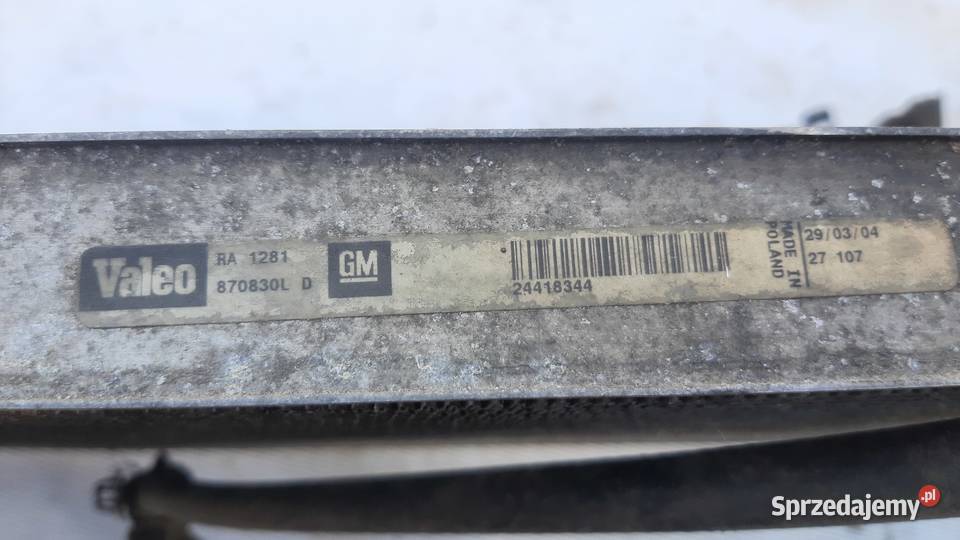 Valeo
RA 1281
870830L D
GM
24418344
MADE IN
POLAND
29/03/04
27 107
Sprzedajemy.pl